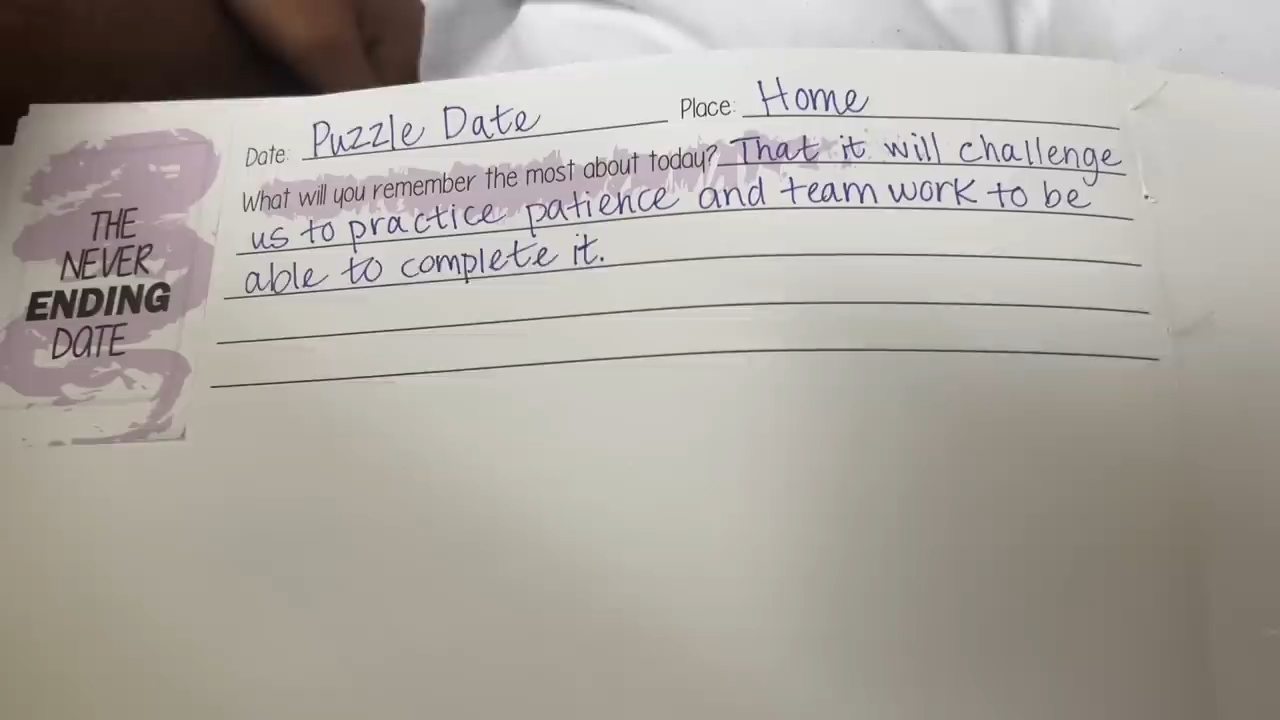 THE
NEVER
ENDING
DATE
Date: Puzzle Date Place: Home
What will you remember the most about today? That it will challenge
us to practice patience and team work to be
able to complete it.